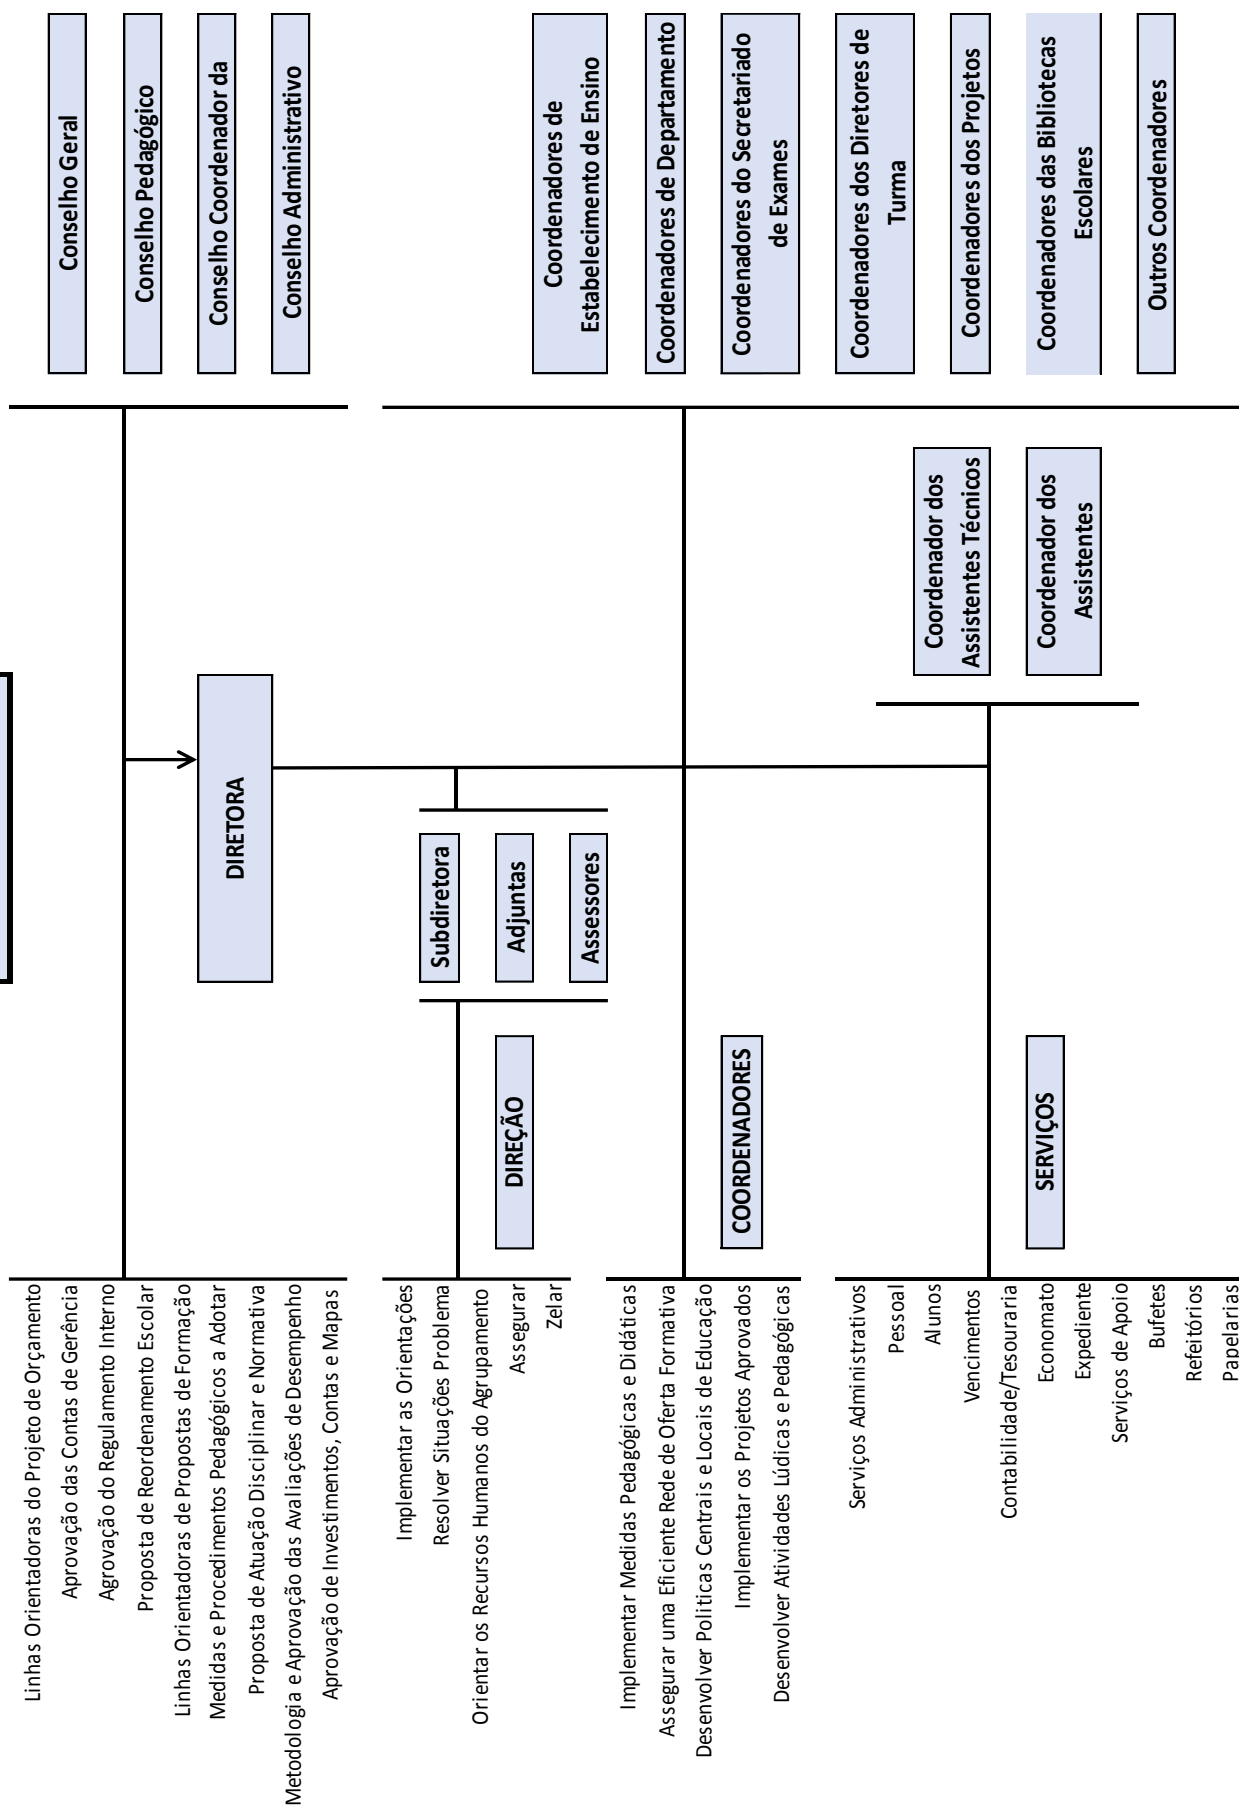 Linhas Orientadoras do Projeto de Orçamento
Aprovação das Contas de Gerência
Agrovação do Regulamento Interno
Proposta de Reordenamento Escolar
Linhas Orientadoras de Propostas de Formação
Medidas e Procedimentos Pedagógicos a Adotar
Proposta de Atuação Disciplinar e Normativa
Metodologia e Aprovação das Avaliações de Desempenho
Aprovação de Investimentos, Contas e Mapas
Conselho Geral
Conselho Pedagógico
Conselho Coordenador da
Conselho Administrativo
DIRETORA
Implementar as Orientações
Resolver Situações Problema
Orientar os Recursos Humanos do Agrupamento
Assegurar
Zelar
DIREÇÃO
Subdiretora
Adjuntas
Assessores
Implementar Medidas Pedagógicas e Didáticas
Assegurar uma Eficiente Rede de Oferta Formativa
Desenvolver Politicas Centrais e Locais de Educação
Implementar os Projetos Aprovados
Desenvolver Atividades Lúdicas e Pedagógicas
COORDENADORES
Coordenadores de
Estabelecimento de Ensino
Coordenadores de Departamento
Coordenadores do Secretariado
de Exames
Coordenadores dos Diretores de
Turma
Coordenadores dos Projetos
Coordenadores das Bibliotecas
Escolares
Outros Coordenadores
Serviços Administrativos
Pessoal
Alunos
Vencimentos
Contabilidade/Tesouraria
Economato
Expediente
Serviços de Apoio
Bufetes
Refeitórios
Papelarias
SERVIÇOS
Coordenador dos
Assistentes Técnicos
Coordenador dos
Assistentes